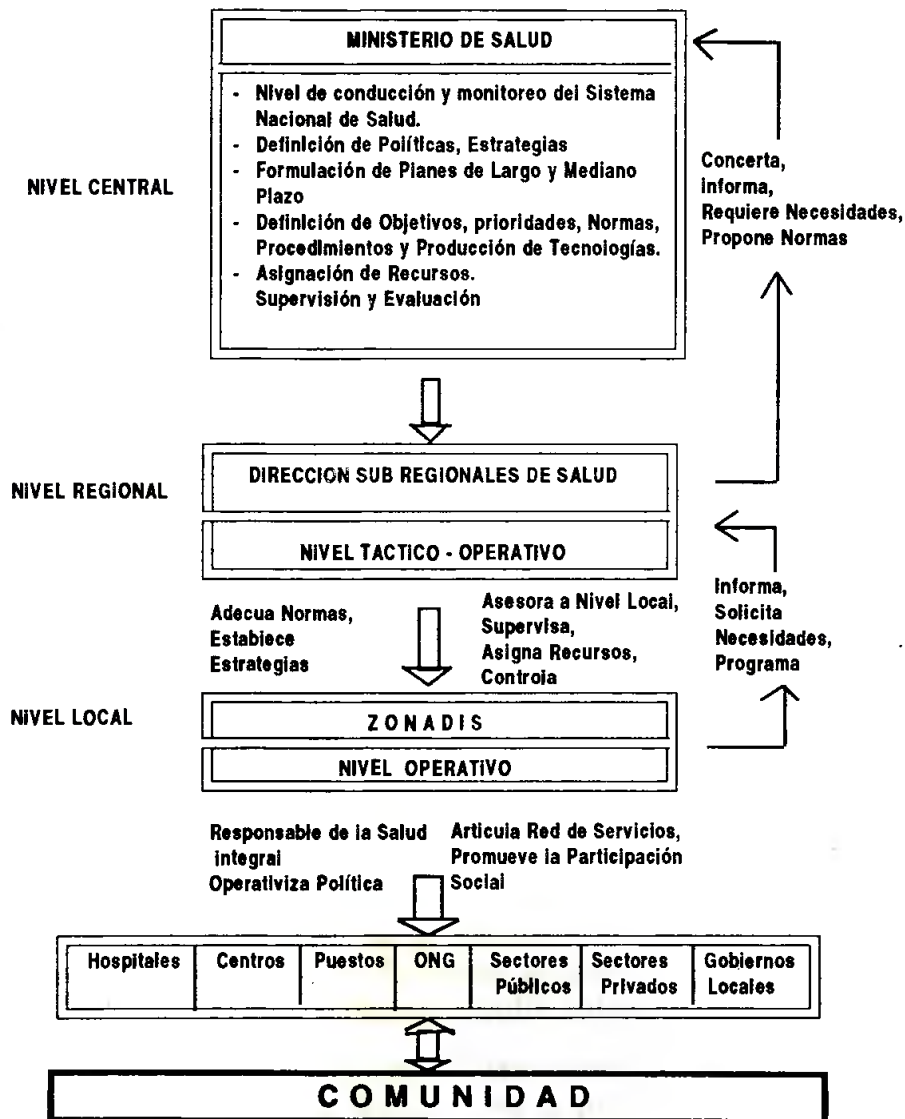 MINISTERIO DE SALUD
NIVEL CENTRAL
- Nivel de conducción y monitoreo del Sistema
Nacional de Salud.
- Definición de Políticas, Estrategias
- Formulación de Planes de Largo y Mediano
Plazo
- Definición de Objetivos, prioridades, Normas,
Procedimientos y Producción de Tecnologías.
- Asignación de Recursos.
Supervisión y Evaluación
Concerta,
Informa,
Requiere Necesidades,
Propone Normas
NIVEL REGIONAL
DIRECCION SUB REGIONALES DE SALUD
NIVEL TACTICO - OPERATIVO
Adecua Normas,
Estabiece
Estrategias
Asesora a Nivel Local,
Supervisa,
Asigna Recursos,
Controla
Informa,
Solicita
Necesidades,
Programa
NIVEL LOCAL
ZONADIS
NIVEL OPERATIVO
Responsable de la Salud
integral
Operativiza Política
Articula Red de Servicios,
Promueve la Participación
Social
Hospitales
Centros
Puestos
ONG
Sectores
Públicos
Sectores
Privados
Gobiernos
Locales
COMUNIDAD